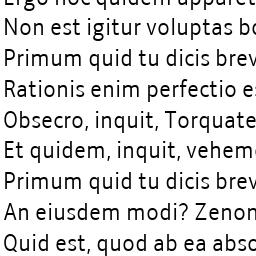 Ergo hoc quidem apparet
Non est igitur voluptas bo
Primum quid tu dicis brev
Rationis enim perfectio es
Obsecro, inquit, Torquate
Et quidem, inquit, vehem
Primum quid tu dicis brev
An eiusdem modi? Zenon
Quid est, quod ab ea abso